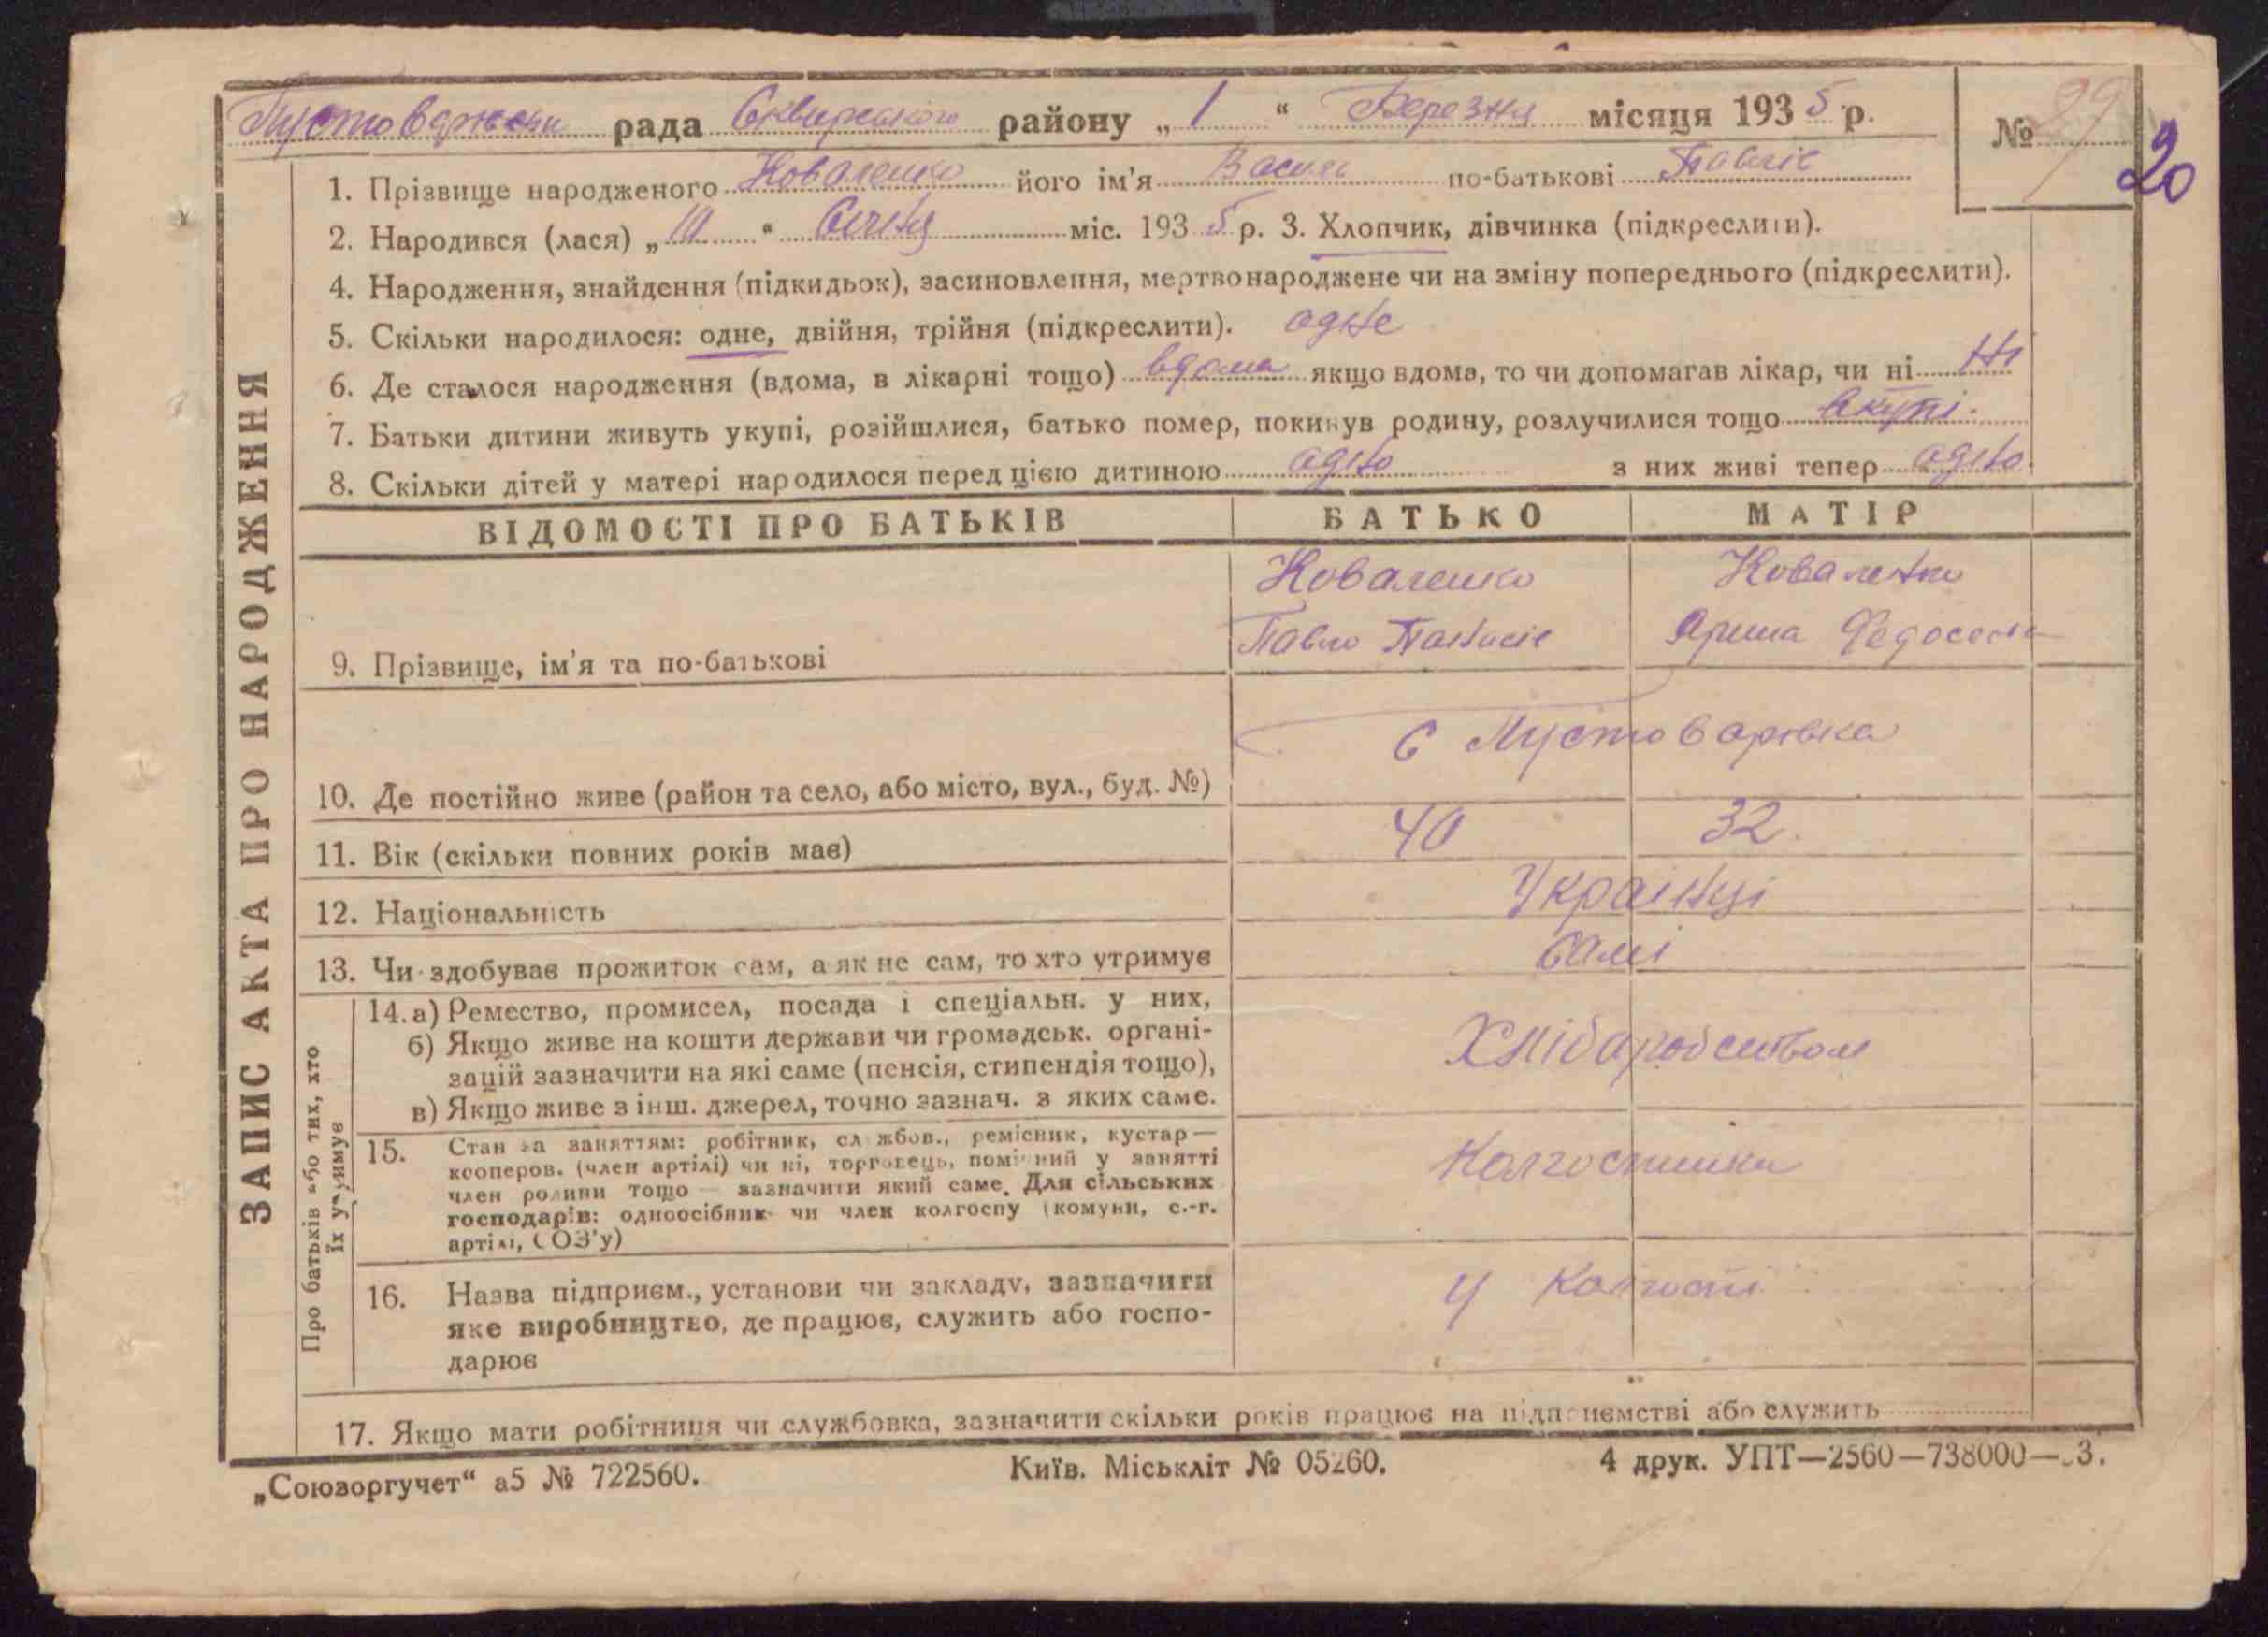 рада Сквирського району „1“ Березня місяця 1935 р. №
20
1. Прізвище народженого Коваленко його ім'я Василь по-батькові Павліс
2. Народився (лася) „10“ Січня міс. 1935 р. 3. Хлопчик, дівчинка (підкреслити).
4. Народження, знайдення (підкидьок), засиновлення, мертвонароджене чи на зміну попереднього (підкреслити).
5. Скільки народилося: одне, двійня, трійня (підкреслити). одне
6. Де сталося народження (вдома, в лікарні тощо) вдома якщо вдома, то чи допомагав лікар, чи ні Ні
7. Батьки дитини живуть укупі, розійшлися, батько помер, покинув родину, розлучилися тощо вкупі.
8. Скільки дітей у матері народилося перед цією дитиною одно з них живі тепер одно
ЗАПИС АКТА ПРО НАРОДЖЕННЯ
ВІДОМОСТІ ПРО БАТЬКІВ БАТЬКО МАТІР
Коваленко Коваленко
Павло Ярина
9. Прізвище, ім'я та по-батькові
с Пустоварівка
10. Де постійно живе (район та село, або місто, вул., буд. №)
11. Вік (скільки повних років має) 40 32.
12. Національність Українці
13. Чи здобуває прожиток сам, а як не сам, то хто утримує самі
Про батьків або тих, хто їх утримує
14. а) Ремество, промисел, посада і спеціальн. у них,
б) Якщо живе на кошти держави чи громадськ. органі-
зацій зазначити на які саме (пенсія, стипендія тощо),
в) Якщо живе з інш. джерел, точно зазнач. з яких саме.
Хліборобством
15. Стан за заняттям: робітник, службов., ремісник, кустар —
кооперов. (член артілі) чи ні, торговець, помічний у занятті
член родини тощо — зазначити який саме. Для сільських
господарів: одноосібник чи член колгоспу (комуни, с.-г.
артілі, СОЗ'у)
Колгоспники
16. Назва підприєм., установи чи закладу, зазначити
яке виробництво, де працює, служить або госпо-
дарює
У Колгоспі
17. Якщо мати робітниця чи службовка, зазначити скільки років працює на підприємстві або служить
„Союзоргучет“ а5 № 722560. Київ. Міськліт № 05260. 4 друк. УПТ—2560—738000—3.